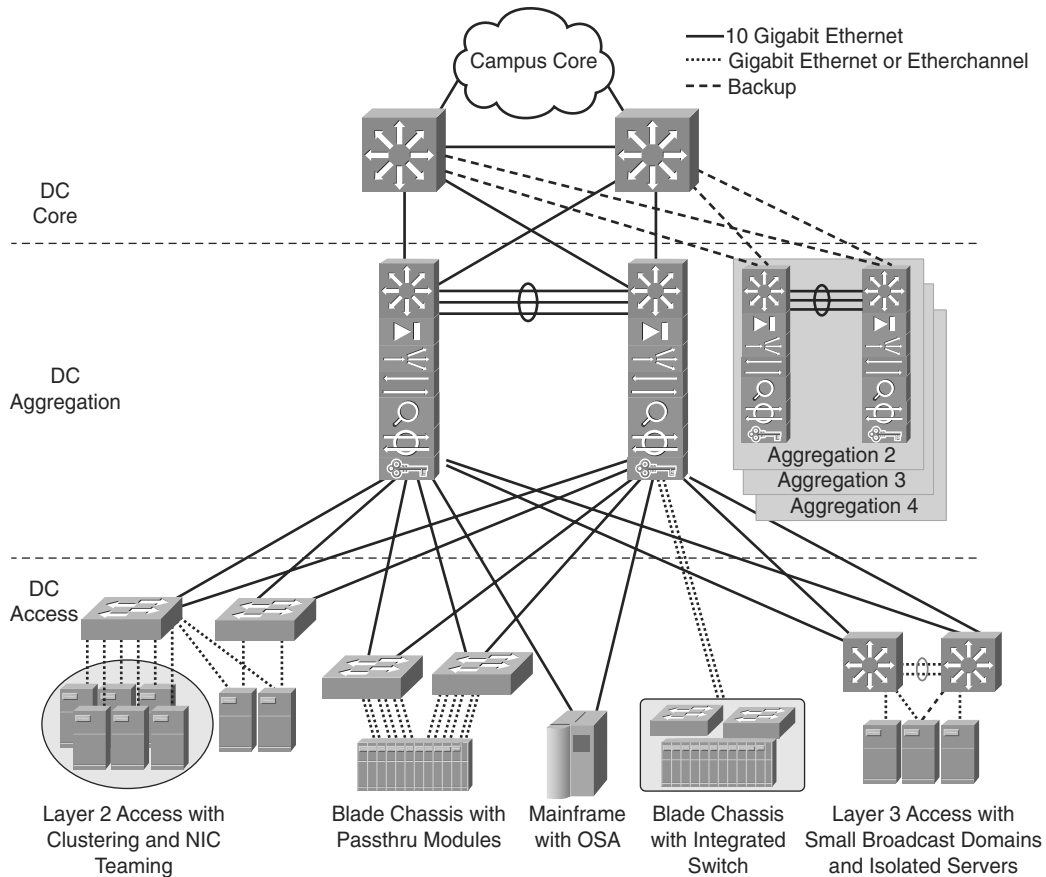 Campus Core
10 Gigabit Ethernet
Gigabit Ethernet or Etherchannel
Backup
DC
Core
DC
Aggregation
Aggregation 2
Aggregation 3
Aggregation 4
DC
Access
Layer 2 Access with
Clustering and NIC
Teaming
Blade Chassis with
Passthru Modules
Mainframe
with OSA
Blade Chassis
with Integrated
Switch
Layer 3 Access with
Small Broadcast Domains
and Isolated Servers